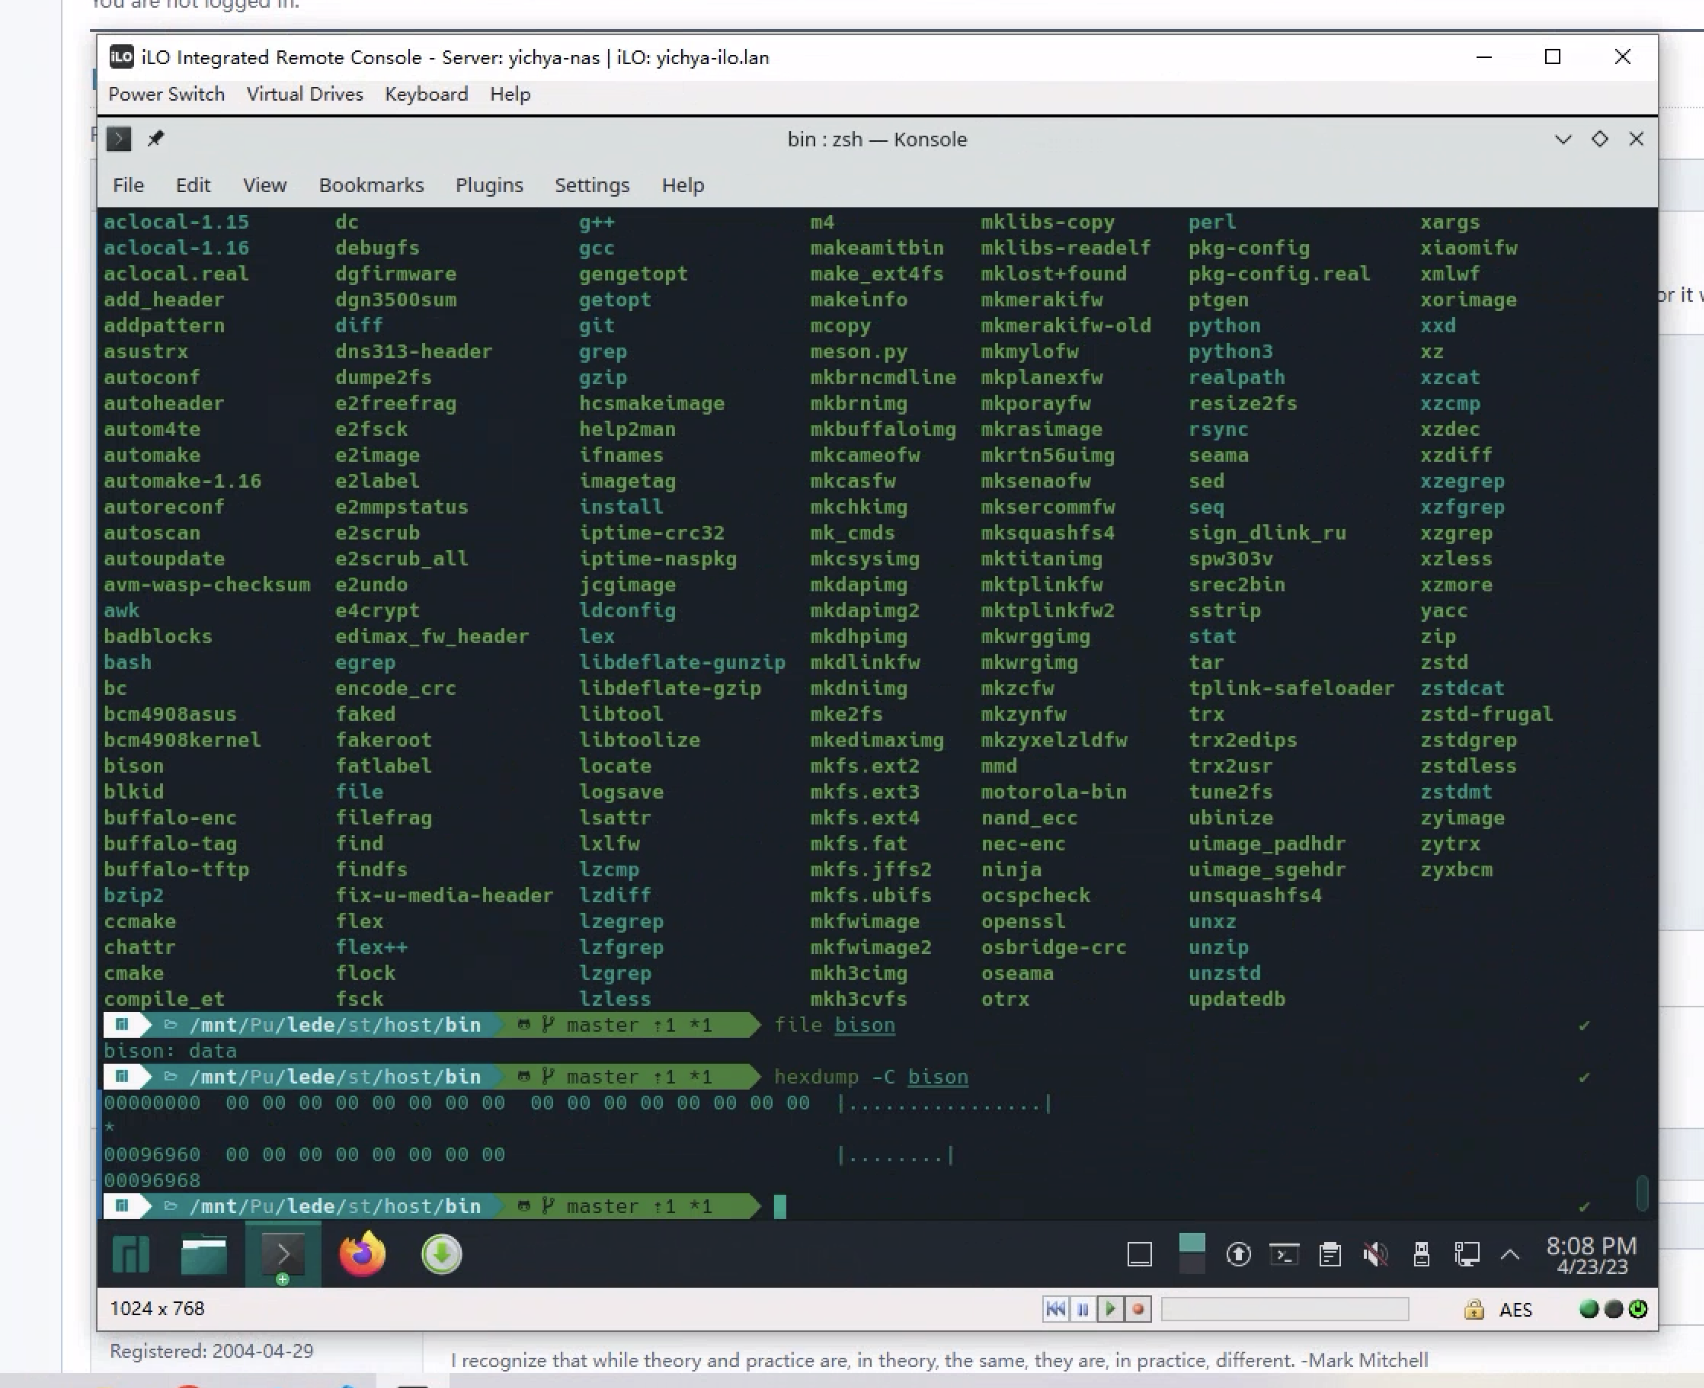 You are not logged in.
iLO Integrated Remote Console - Server: yichya-nas | iLO: yichya-ilo.lan
Power Switch Virtual Drives Keyboard Help
bin : zsh — Konsole
File Edit View Bookmarks Plugins Settings Help
aclocal-1.15 dc g++ m4 mklibs-copy perl xargs
aclocal-1.16 debugfs gcc makeamitbin mklibs-readelf pkg-config xiaomifw
aclocal.real dgfirmware gengetopt make_ext4fs mklost+found pkg-config.real xmlwf
add_header dgn3500sum getopt makeinfo mkmerakifw ptgen xorimage
addpattern diff git mcopy mkmerakifw-old python xxd
asustrx dns313-header grep meson.py mkmylofw python3 xz
autoconf dumpe2fs gzip mkbrncmdline mkplanexfw realpath xzcat
autoheader e2freefrag hcsmakeimage mkbrnimg mkporayfw resize2fs xzcmp
autom4te e2fsck help2man mkbuffaloimg mkrasimage rsync xzdec
automake e2image ifnames mkcameofw mkrtn56uimg seama xzdiff
automake-1.16 e2label imagetag mkcasfw mksenaofw sed xzegrep
autoreconf e2mmpstatus install mkchkimg mksercommfw seq xzfgrep
autoscan e2scrub iptime-crc32 mk_cmds mksquashfs4 sign_dlink_ru xzgrep
autoupdate e2scrub_all iptime-naspkg mkcsysimg mktitanimg spw303v xzless
avm-wasp-checksum e2undo jcgimage mkdapimg mktplinkfw srec2bin xzmore
awk e4crypt ldconfig mkdapimg2 mktplinkfw2 sstrip yacc
badblocks edimax_fw_header lex mkdhpimg mkwrggimg stat zip
bash egrep libdeflate-gunzip mkdlinkfw mkwrgimg tar zstd
bc encode_crc libdeflate-gzip mkdniimg mkzcfw tplink-safeloader zstdcat
bcm4908asus faked libtool mke2fs mkzynfw trx zstd-frugal
bcm4908kernel fakeroot libtoolize mkedimaximg mkzyxelzldfw trx2edips zstdgrep
bison fatlabel locate mkfs.ext2 mmd trx2usr zstdless
blkid file logsave mkfs.ext3 motorola-bin tune2fs zstdmt
buffalo-enc filefrag lsattr mkfs.ext4 nand_ecc ubinize zyimage
buffalo-tag find lxlfw mkfs.fat nec-enc uimage_padhdr zytrx
buffalo-tftp findfs lzcmp mkfs.jffs2 ninja uimage_sgehdr zyxbcm
bzip2 fix-u-media-header lzdiff mkfs.ubifs ocspcheck unsquashfs4
ccmake flex lzegrep mkfwimage openssl unxz
chattr flex++ lzfgrep mkfwimage2 osbridge-crc unzip
cmake flock lzgrep mkh3cimg oseama unzstd
compile_et fsck lzless mkh3cvfs otrx updatedb
/mnt/Pu/lede/st/host/bin master ↑1 *1 file bison ✔
bison: data
/mnt/Pu/lede/st/host/bin master ↑1 *1 hexdump -C bison ✔
00000000 00 00 00 00 00 00 00 00 00 00 00 00 00 00 00 00 |................|
*
00096960 00 00 00 00 00 00 00 00 |........|
00096968
/mnt/Pu/lede/st/host/bin master ↑1 *1 ✔
8:08 PM
4/23/23
1024 x 768
AES
Registered: 2004-04-29
I recognize that while theory and practice are, in theory, the same, they are, in practice, different. -Mark Mitchell